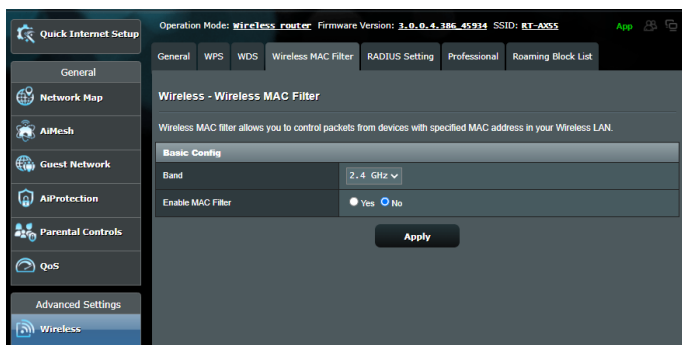 Quick Internet Setup
Operation Mode: Wireless router Firmware Version: 3.0.0.4.386_45934 SSID: RT-AX55
App
General WPS WDS Wireless MAC Filter RADIUS Setting Professional Roaming Block List
General
Network Map
AiMesh
Guest Network
AiProtection
Parental Controls
QoS
Advanced Settings
Wireless
Wireless - Wireless MAC Filter
Wireless MAC filter allows you to control packets from devices with specified MAC address in your Wireless LAN.
Basic Config
Band 2.4 GHz
Enable MAC Filter Yes No
Apply